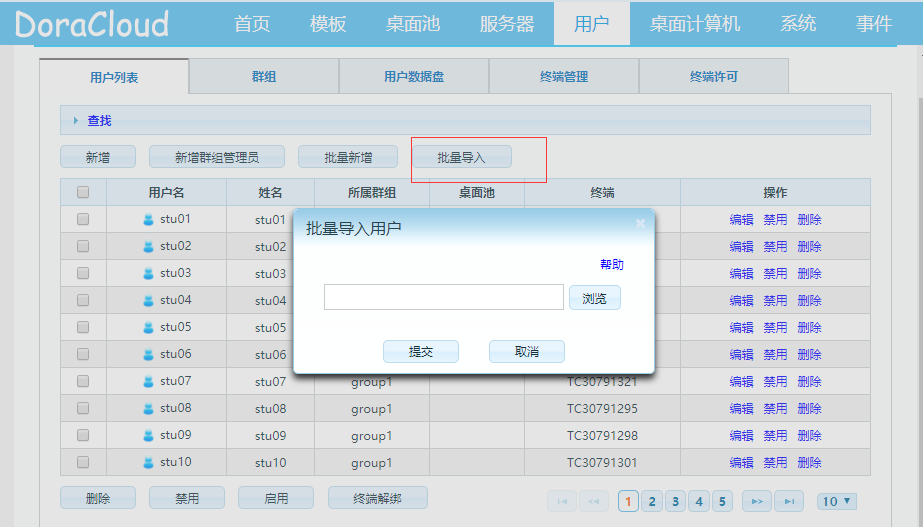 DoraCloud 首页 模板 桌面池 服务器 用户 桌面计算机 系统 事件
用户列表 群组 用户数据盘 终端管理 终端许可
查找
新增 新增群组管理员 批量新增 批量导入
用户名 姓名 所属群组 桌面池 终端 操作
stu01 stu01 编辑 禁用 删除
stu02 stu02 编辑 禁用 删除
stu03 stu03 编辑 禁用 删除
stu04 stu04 编辑 禁用 删除
stu05 stu05 编辑 禁用 删除
stu06 stu06 编辑 禁用 删除
stu07 stu07 group1 TC30791321 编辑 禁用 删除
stu08 stu08 group1 TC30791295 编辑 禁用 删除
stu09 stu09 group1 TC30791298 编辑 禁用 删除
stu10 stu10 group1 TC30791301 编辑 禁用 删除
批量导入用户
帮助
浏览
提交 取消
删除 禁用 启用 终端解绑 1 2 3 4 5 10